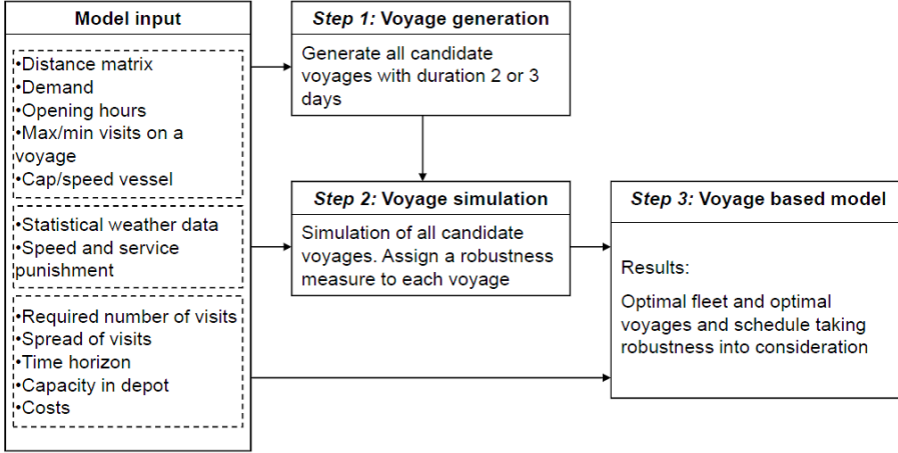 Model input
•Distance matrix
•Demand
•Opening hours
•Max/min visits on a
voyage
•Cap/speed vessel
•Statistical weather data
•Speed and service
punishment
•Required number of visits
•Spread of visits
•Time horizon
•Capacity in depot
•Costs
Step 1: Voyage generation
Generate all candidate
voyages with duration 2 or 3
days
Step 2: Voyage simulation
Simulation of all candidate
voyages. Assign a robustness
measure to each voyage
Step 3: Voyage based model
Results:
Optimal fleet and optimal
voyages and schedule taking
robustness into consideration